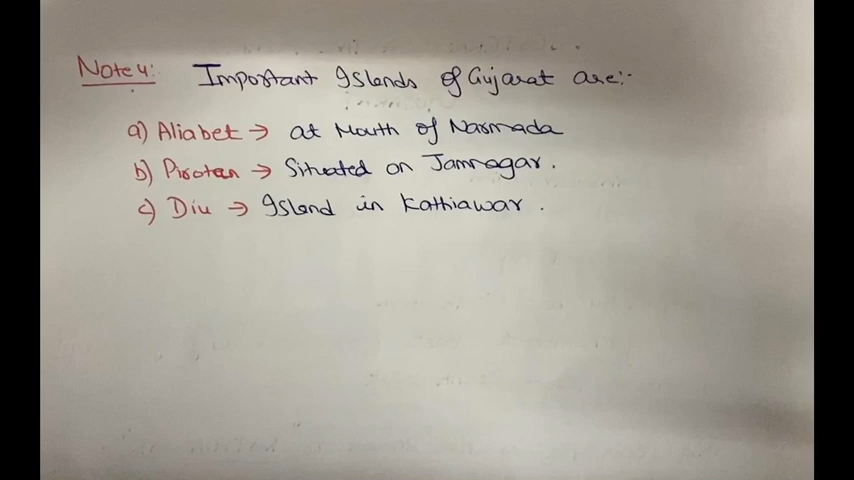 Note 4: Important Islands of Gujarat are:-
a) Aliabet → at Mouth of Narmada
b) Pirotan → Situated on Jamnagar.
c) Diu → Island in Kathiawar.